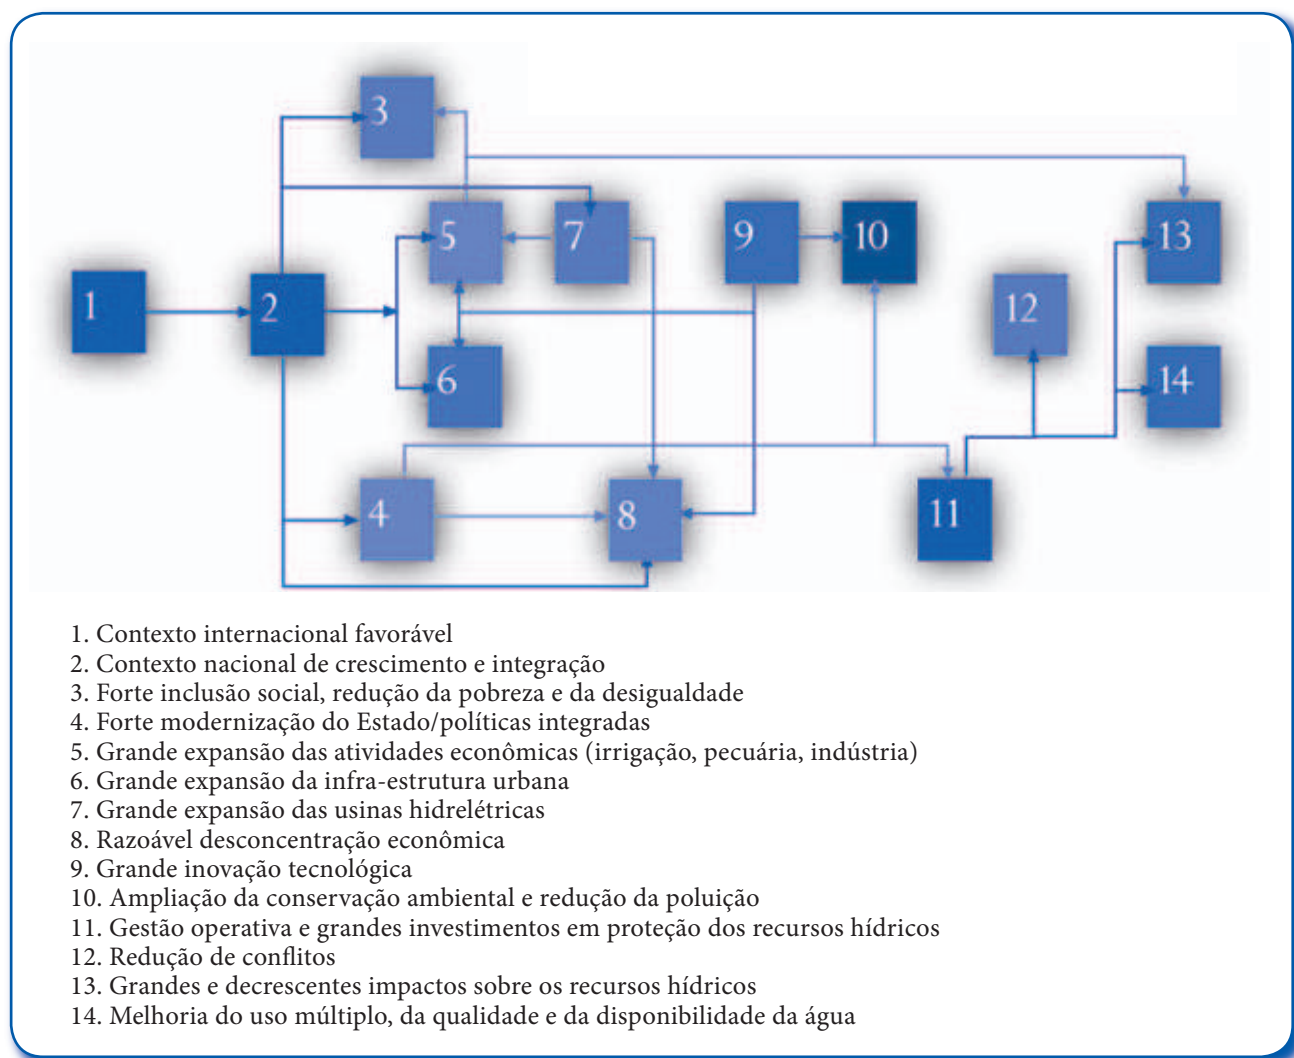 3
5
7
9
10
13
1
2
12
6
14
4
8
11
1. Contexto internacional favorável
2. Contexto nacional de crescimento e integração
3. Forte inclusão social, redução da pobreza e da desigualdade
4. Forte modernização do Estado/políticas integradas
5. Grande expansão das atividades econômicas (irrigação, pecuária, indústria)
6. Grande expansão da infra-estrutura urbana
7. Grande expansão das usinas hidrelétricas
8. Razoável desconcentração econômica
9. Grande inovação tecnológica
10. Ampliação da conservação ambiental e redução da poluição
11. Gestão operativa e grandes investimentos em proteção dos recursos hídricos
12. Redução de conflitos
13. Grandes e decrescentes impactos sobre os recursos hídricos
14. Melhoria do uso múltiplo, da qualidade e da disponibilidade da água